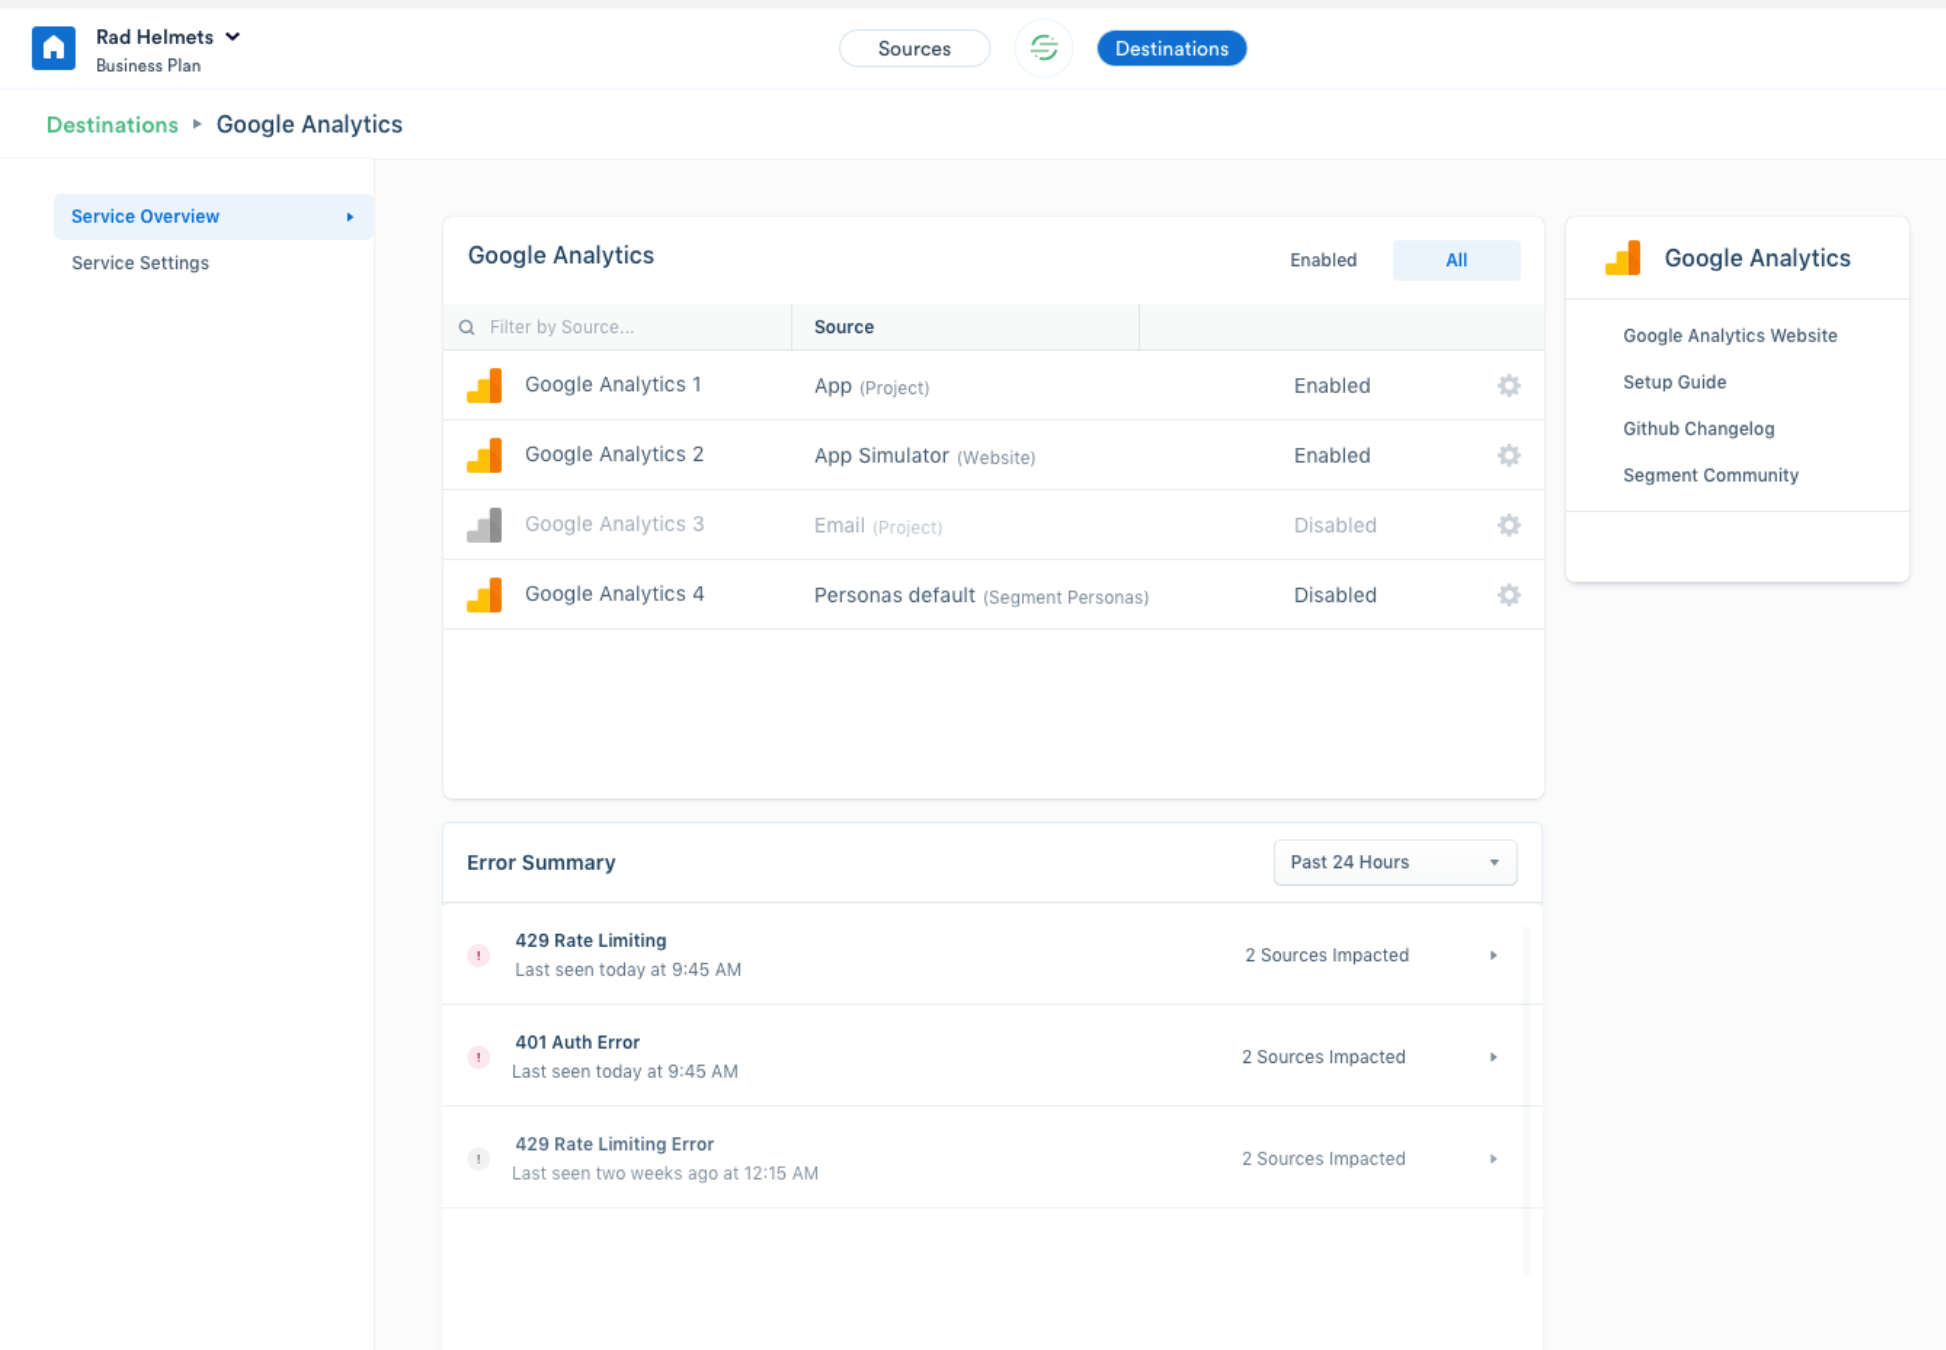 Rad Helmets
Business Plan
Sources
Destinations
Destinations Google Analytics
Service Overview
Service Settings
Google Analytics
Enabled All
Filter by Source... Source
Google Analytics 1 App (Project) Enabled
Google Analytics 2 App Simulator (Website) Enabled
Google Analytics 3 Email (Project) Disabled
Google Analytics 4 Personas default (Segment Personas) Disabled
Google Analytics
Google Analytics Website
Setup Guide
Github Changelog
Segment Community
Error Summary Past 24 Hours
! 429 Rate Limiting
Last seen today at 9:45 AM
2 Sources Impacted
! 401 Auth Error
Last seen today at 9:45 AM
2 Sources Impacted
! 429 Rate Limiting Error
Last seen two weeks ago at 12:15 AM
2 Sources Impacted